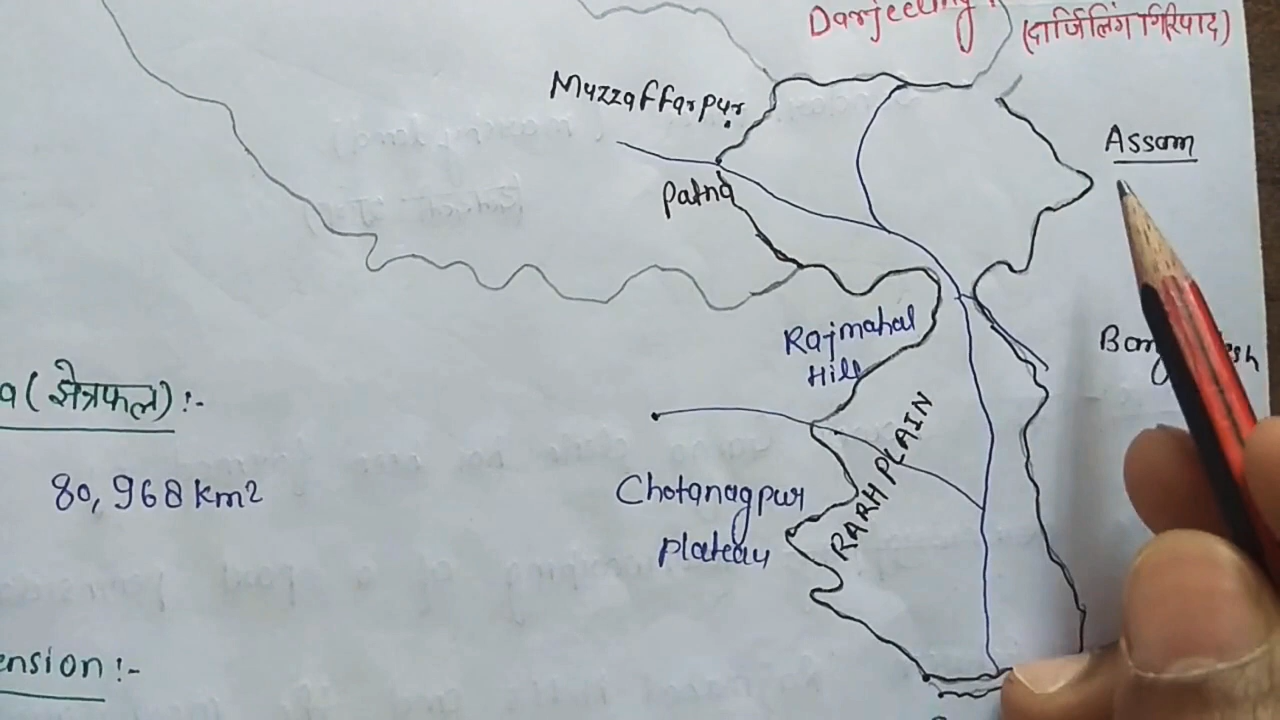 Darjeeling
(दार्जिलिंग गिरिपाद)
Muzzaffarpur
Assam
Patna
Rajmahal
Hill
a (क्षेत्रफल) :-
RARH PLAIN
80,968 km2
Chotanagpur
Plateau
ension :-